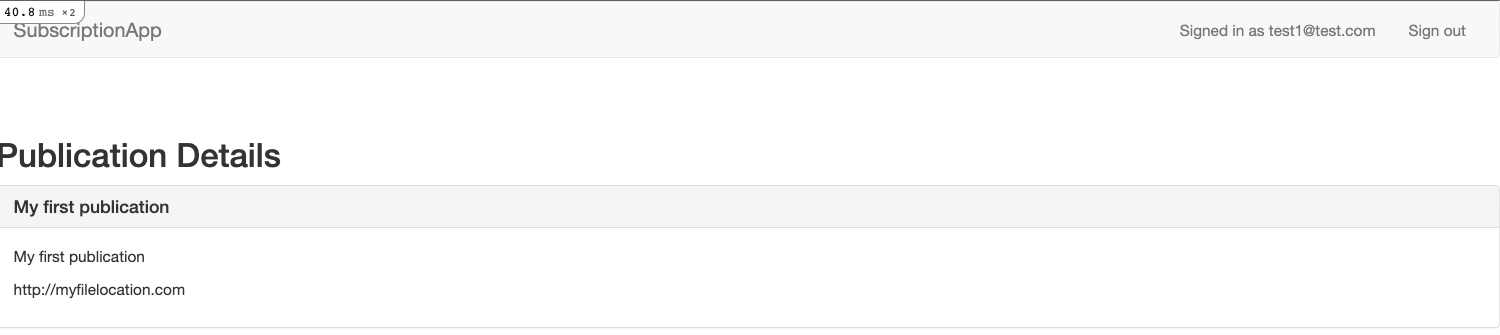 40.8 ms ×2
SubscriptionApp
Signed in as test1@test.com
Sign out
Publication Details
My first publication
My first publication
http://myfilelocation.com